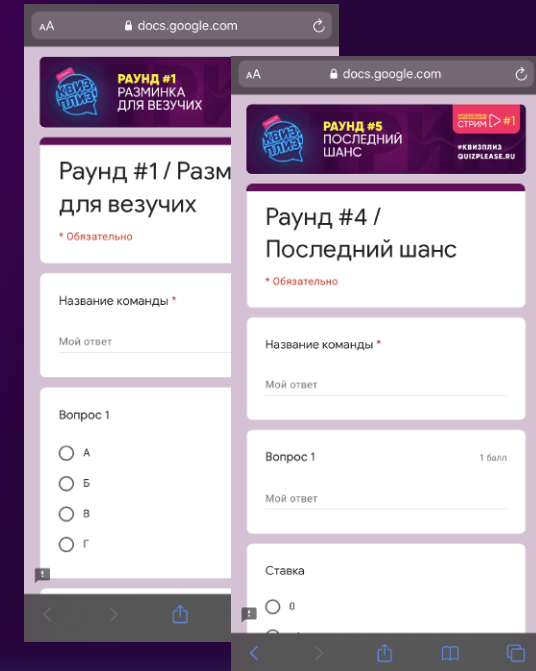 AA docs.google.com
КВИЗ
ПЛИЗ
РАУНД #1
РАЗМИНКА
ДЛЯ ВЕЗУЧИХ
Раунд #1 / Разм
для везучих
* Обязательно
Название команды *
Мой ответ
Вопрос 1
А
Б
В
Г
AA docs.google.com
КВИЗ
ПЛИЗ
РАУНД #5
ПОСЛЕДНИЙ
ШАНС
СТРИМ #1
#КВИЗПЛИЗ
QUIZPLEASE.RU
Раунд #4 /
Последний шанс
* Обязательно
Название команды *
Мой ответ
Вопрос 1 1 балл
Мой ответ
Ставка
0